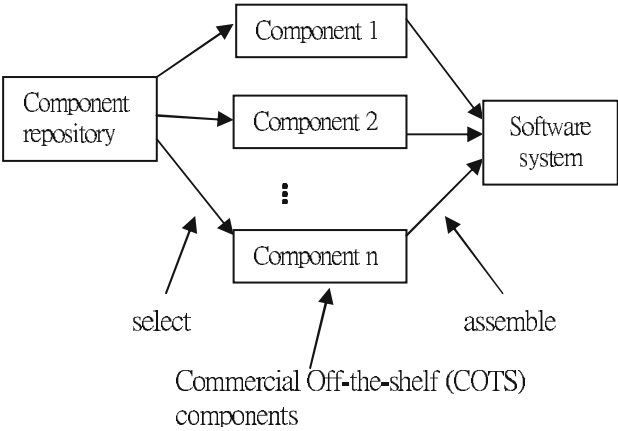 Component 1
Component
repository
Component 2
Software
system
Component n
select
assemble
Commercial Off-the-shelf (COTS)
components